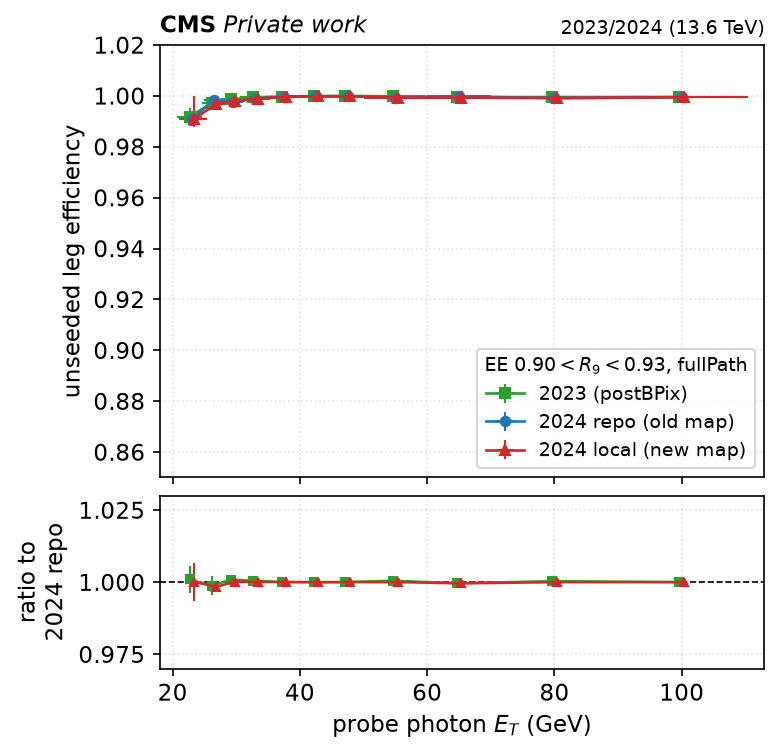 CMS Private work
2023/2024 (13.6 TeV)
unseeded leg efficiency
1.02
1.00
0.98
0.96
0.94
0.92
0.90
0.88
0.86
EE 0.90 < R₉ < 0.93, fullPath
2023 (postBPix)
2024 repo (old map)
2024 local (new map)
ratio to
2024 repo
1.025
1.000
0.975
20 40 60 80 100
probe photon E_T (GeV)